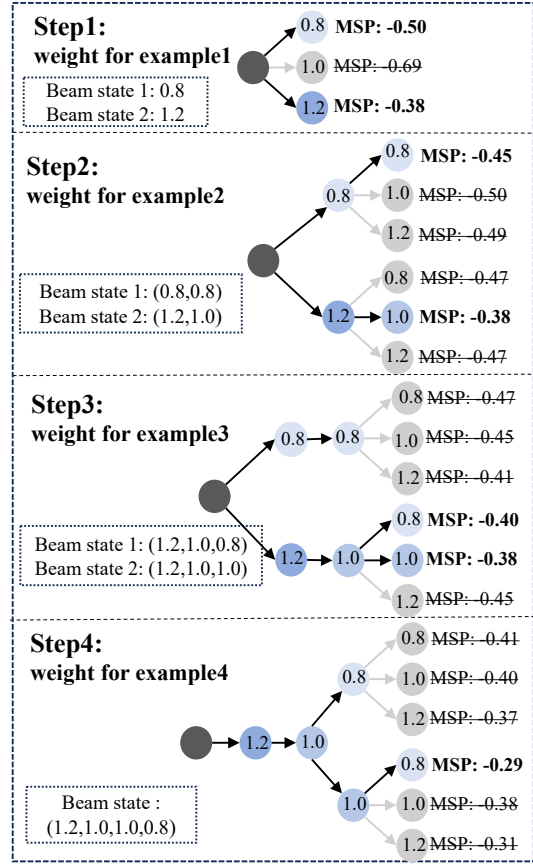 Step1:
weight for example1
Beam state 1: 0.8
Beam state 2: 1.2
0.8 MSP: -0.50
1.0 MSP: -0.69
1.2 MSP: -0.38
Step2:
weight for example2
Beam state 1: (0.8,0.8)
Beam state 2: (1.2,1.0)
0.8
1.2
0.8 MSP: -0.45
1.0 MSP: -0.50
1.2 MSP: -0.49
0.8 MSP: -0.47
1.0 MSP: -0.38
1.2 MSP: -0.47
Step3:
weight for example3
Beam state 1: (1.2,1.0,0.8)
Beam state 2: (1.2,1.0,1.0)
0.8 0.8
1.2 1.0
0.8 MSP: -0.47
1.0 MSP: -0.45
1.2 MSP: -0.41
0.8 MSP: -0.40
1.0 MSP: -0.38
1.2 MSP: -0.45
Step4:
weight for example4
Beam state :
(1.2,1.0,1.0,0.8)
1.2 1.0
0.8
1.0
0.8 MSP: -0.41
1.0 MSP: -0.40
1.2 MSP: -0.37
0.8 MSP: -0.29
1.0 MSP: -0.38
1.2 MSP: -0.31